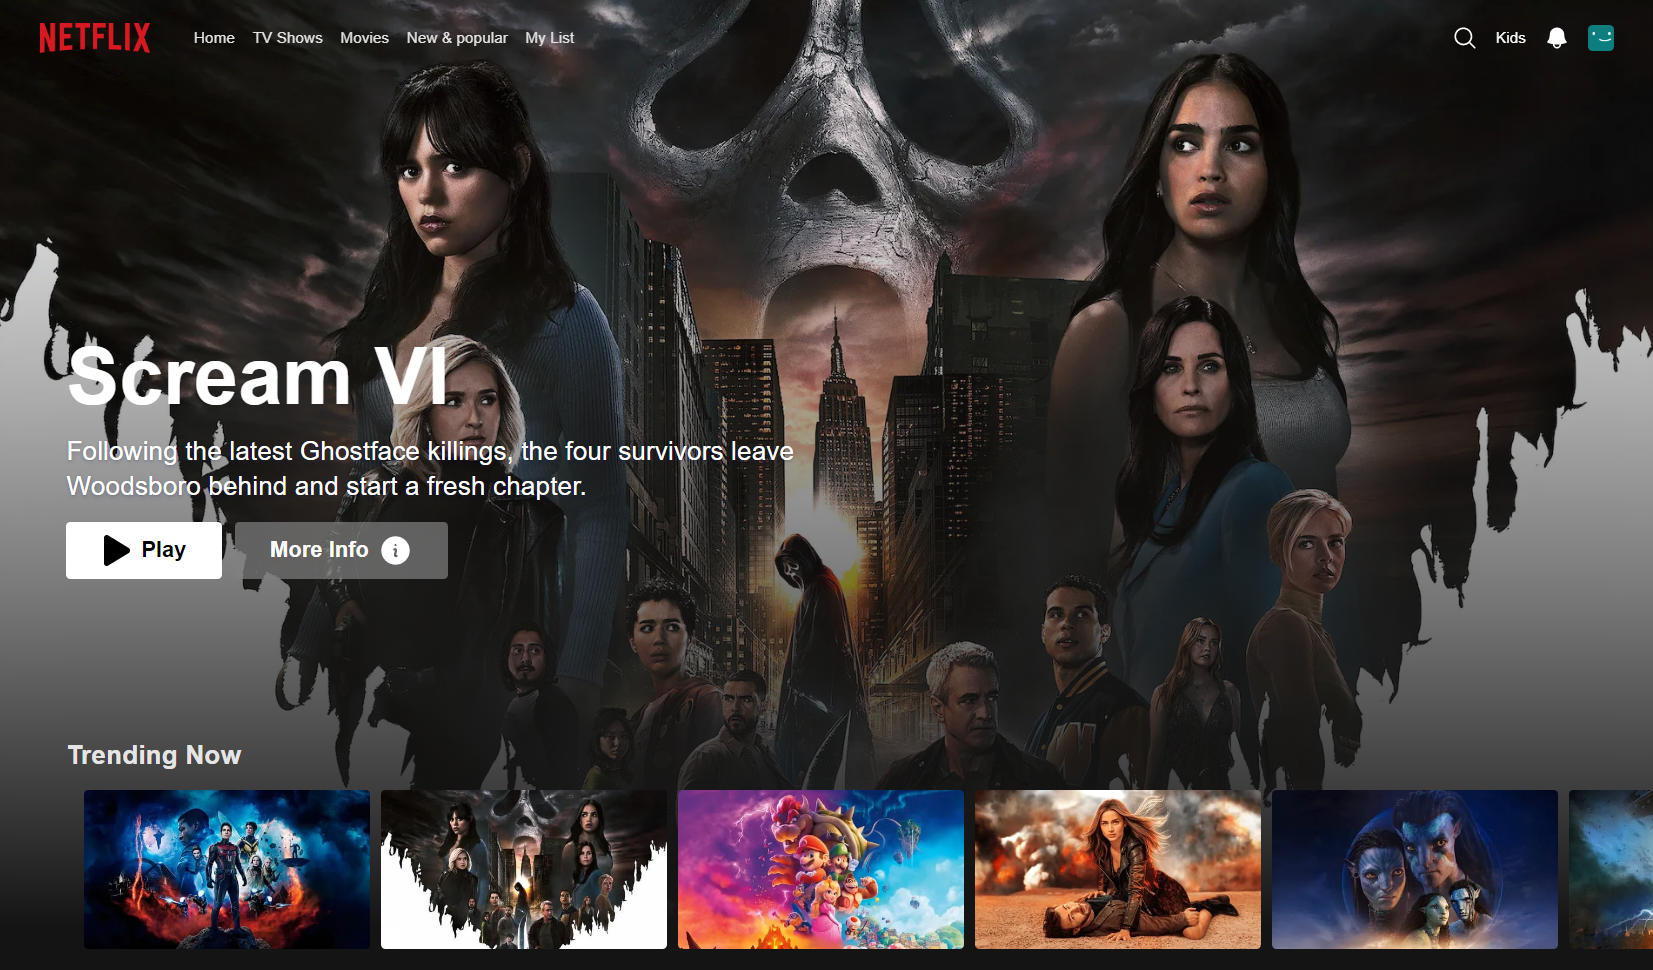 NETFLIX
Home TV Shows Movies New & popular My List
Kids
Scream VI
Following the latest Ghostface killings, the four survivors leave
Woodsboro behind and start a fresh chapter.
Play More Info i
Trending Now